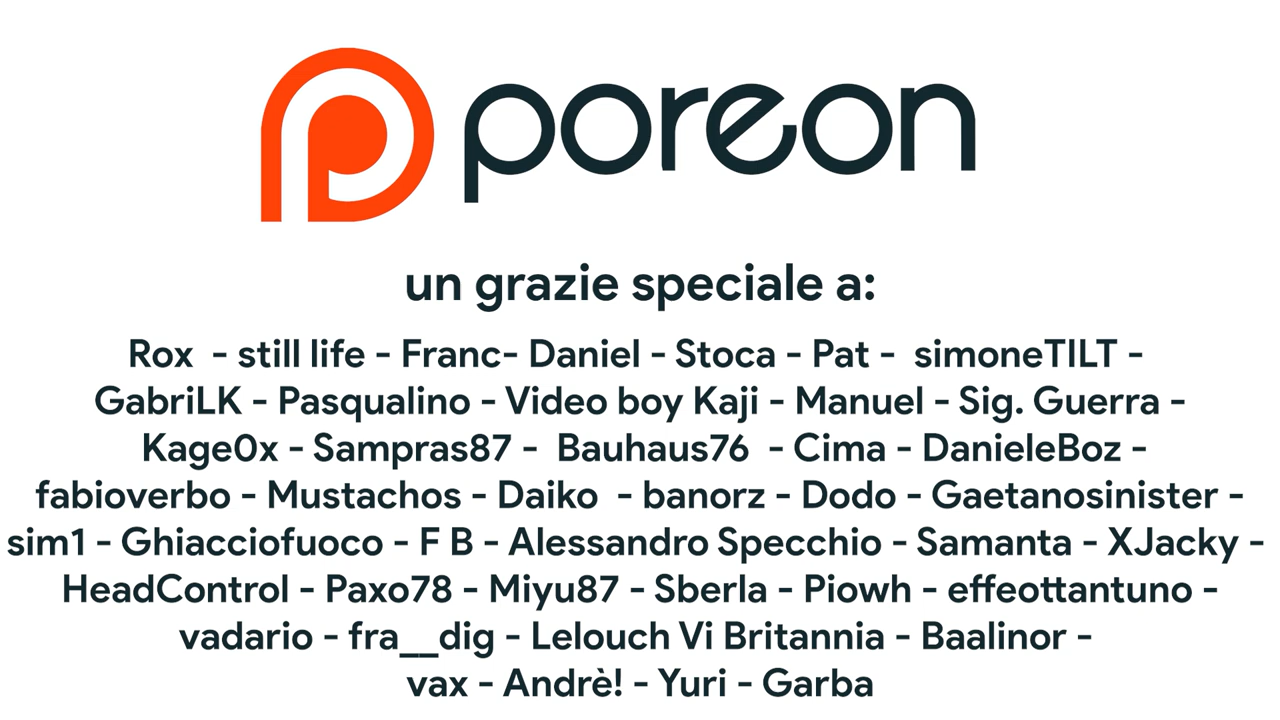 poreon
un grazie speciale a:
Rox - still life - Franc- Daniel - Stoca - Pat - simoneTILT -
GabriLK - Pasqualino - Video boy Kaji - Manuel - Sig. Guerra -
Kage0x - Sampras87 - Bauhaus76 - Cima - DanieleBoz -
fabioverbo - Mustachos - Daiko - banorz - Dodo - Gaetanosinister -
sim1 - Ghiacciofuoco - F B - Alessandro Specchio - Samanta - XJacky -
HeadControl - Paxo78 - Miyu87 - Sberla - Piowh - effeottantuno -
vadario - fra__dig - Lelouch Vi Britannia - Baalinor -
vax - Andrè! - Yuri - Garba